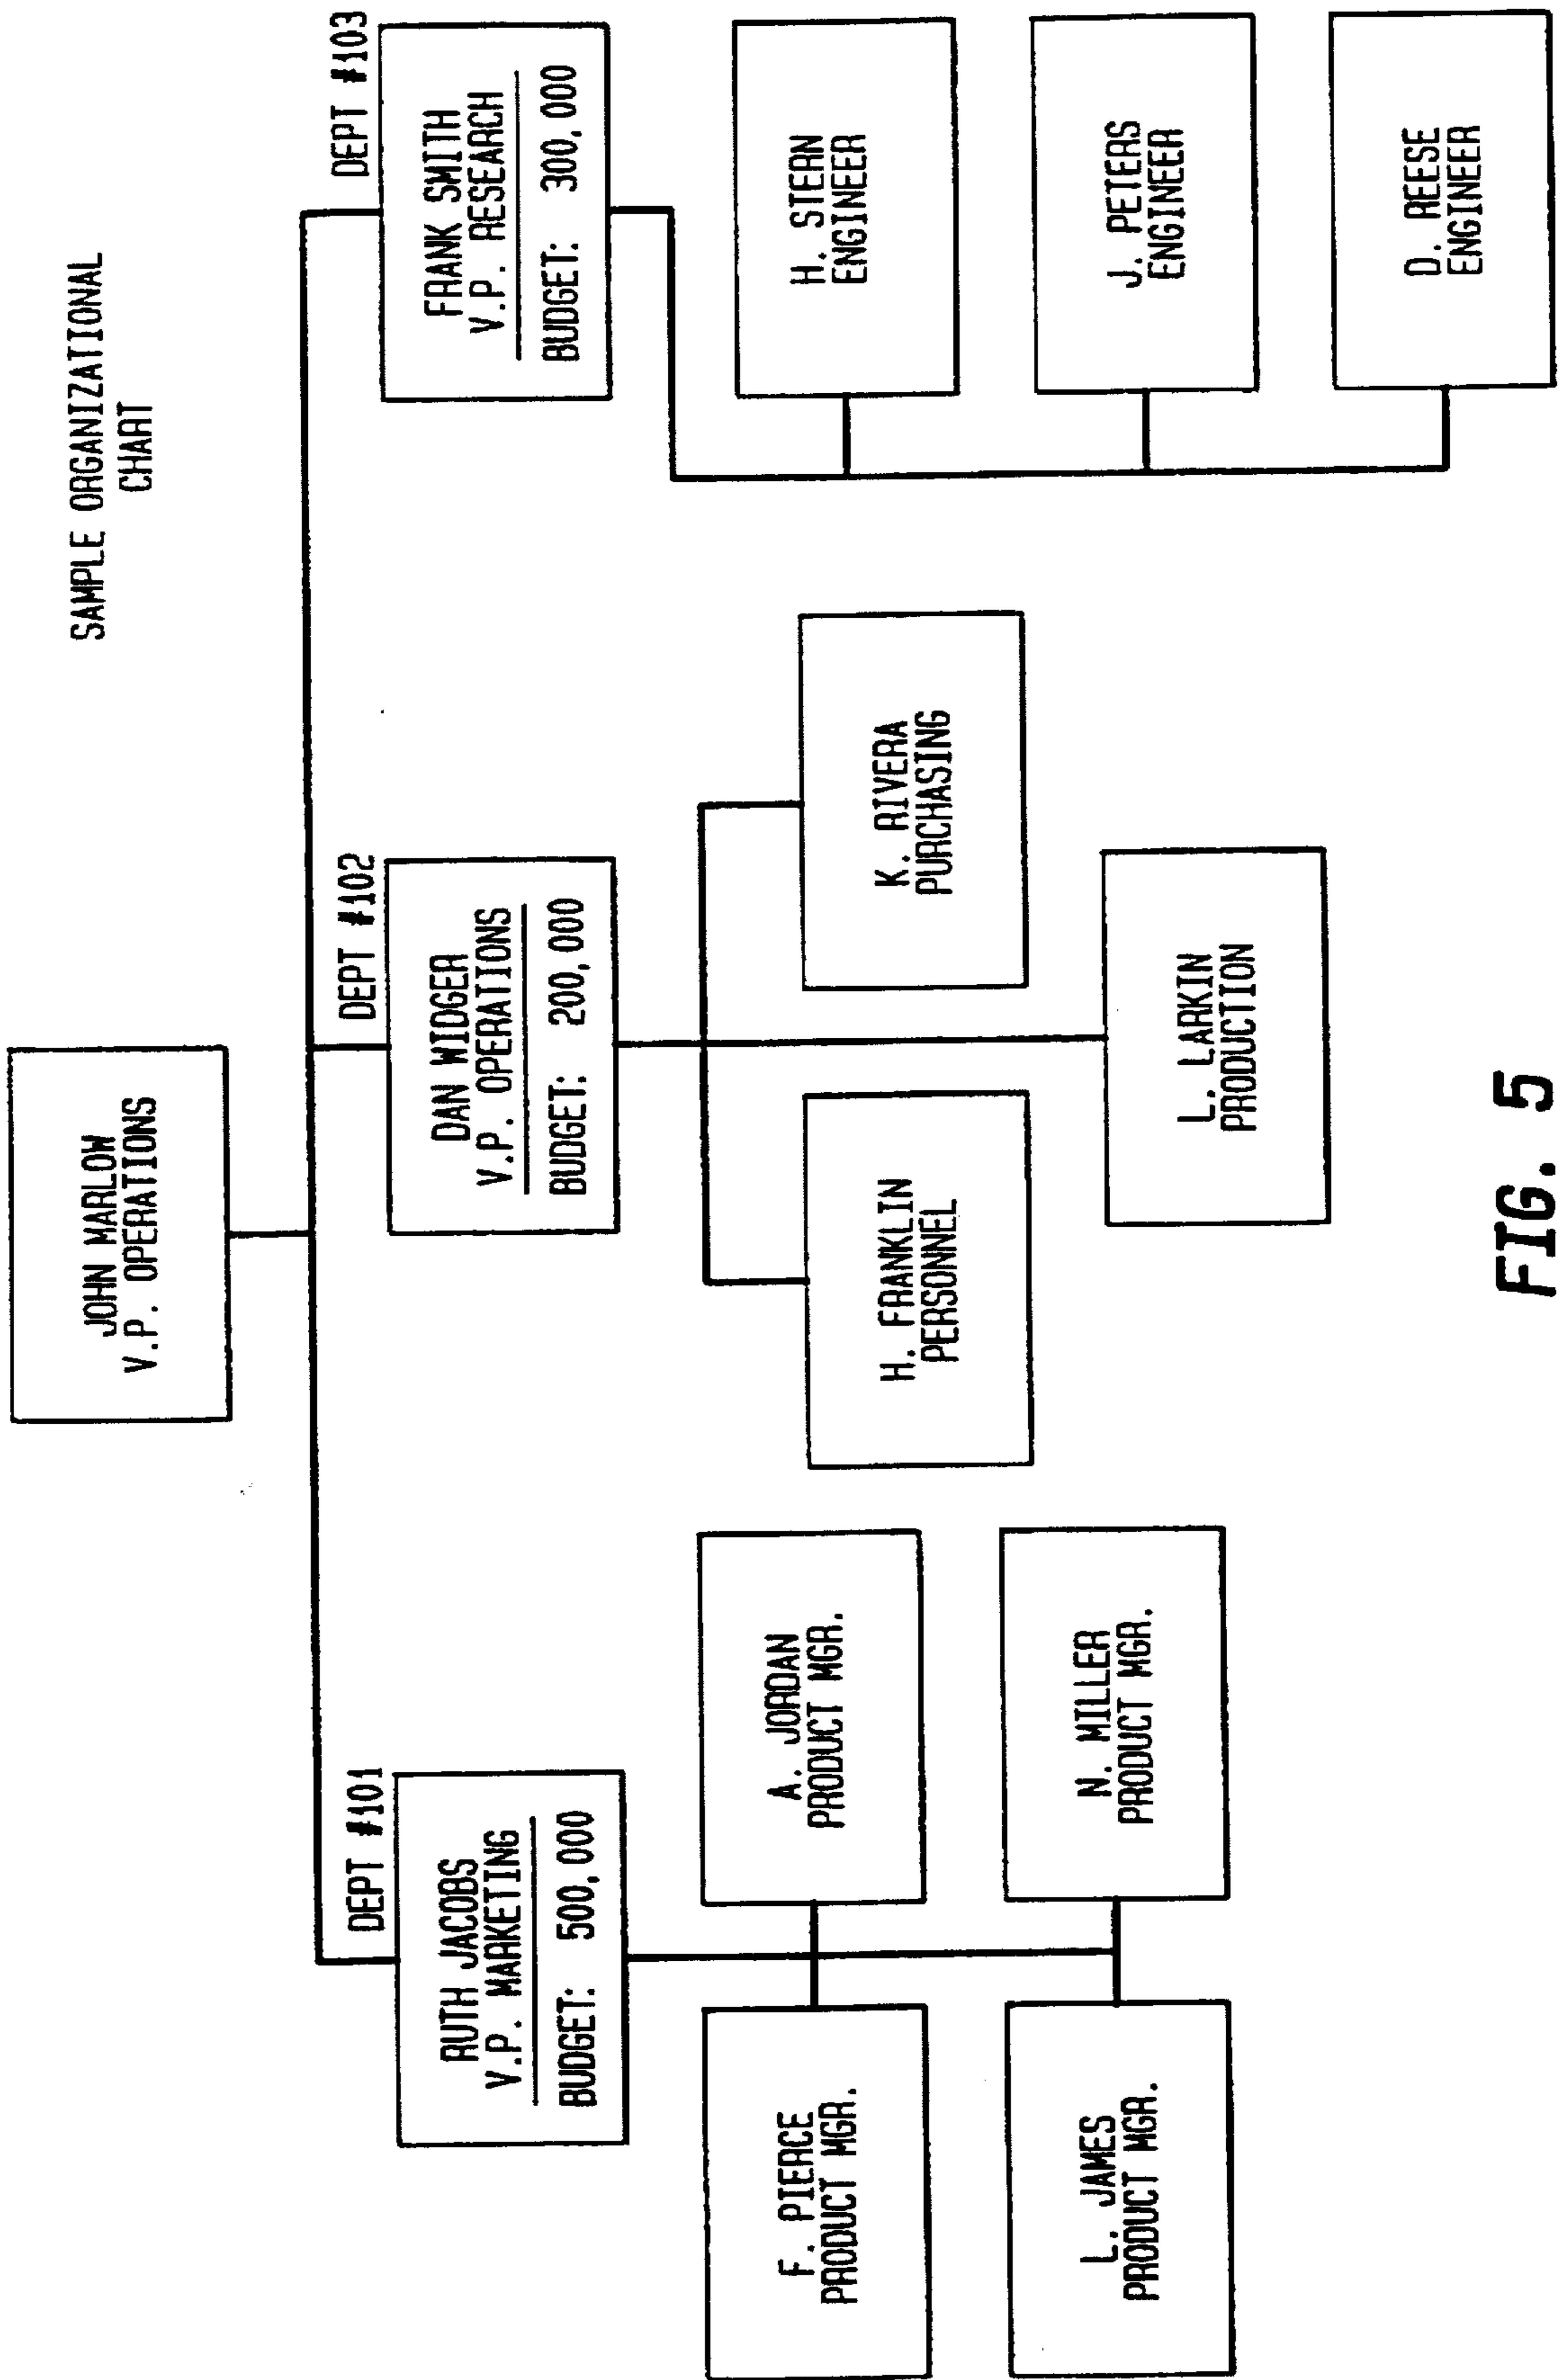 SAMPLE ORGANIZATIONAL
CHART
JOHN MARLOW
V.P. OPERATIONS
DEPT #101
RUTH JACOBS
V.P. MARKETING
BUDGET: 500,000
F. PIERCE
PRODUCT MGR.
A. JORDAN
PRODUCT MGR.
L. JAMES
PRODUCT MGR.
N. MILLER
PRODUCT MGR.
DEPT #102
DAN WIDGER
V.P. OPERATIONS
BUDGET: 200,000
H. FRANKLIN
PERSONNEL
K. RIVERA
PURCHASING
L. LARKIN
PRODUCTION
DEPT #103
FRANK SMITH
V.P. RESEARCH
BUDGET: 300,000
H. STERN
ENGINEER
J. PETERS
ENGINEER
D. REESE
ENGINEER
FIG. 5